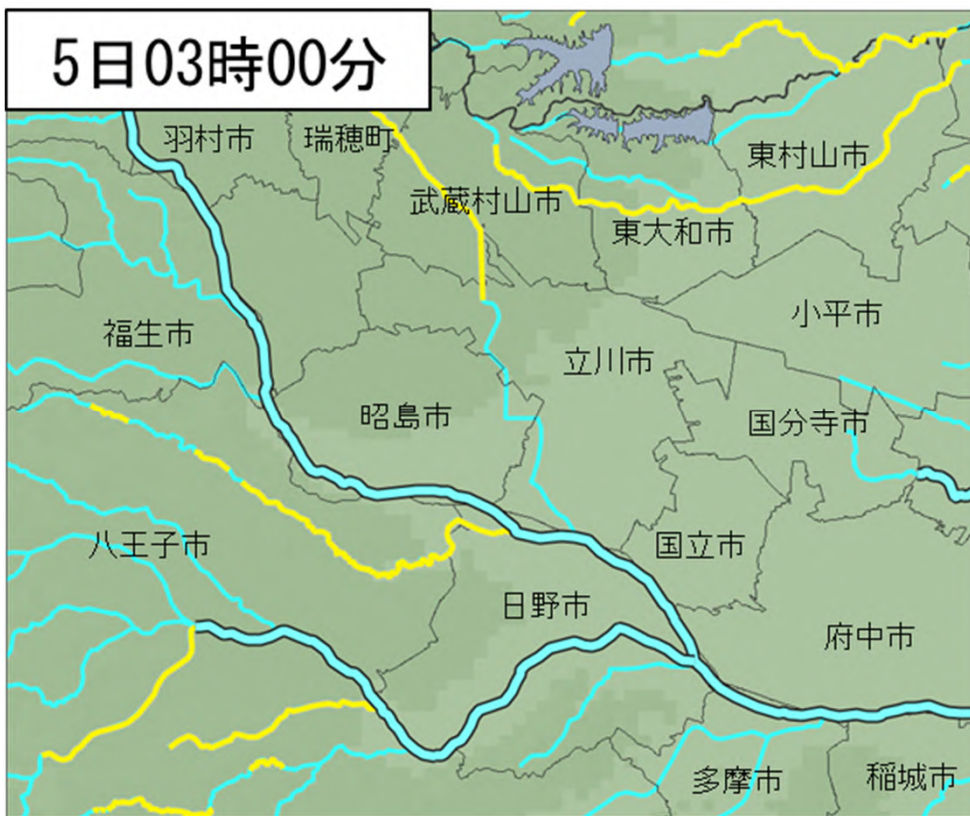 5日03時00分
羽村市
瑞穂町
東村山市
武蔵村山市
東大和市
福生市
小平市
立川市
昭島市
国分寺市
八王子市
国立市
日野市
府中市
多摩市
稲城市